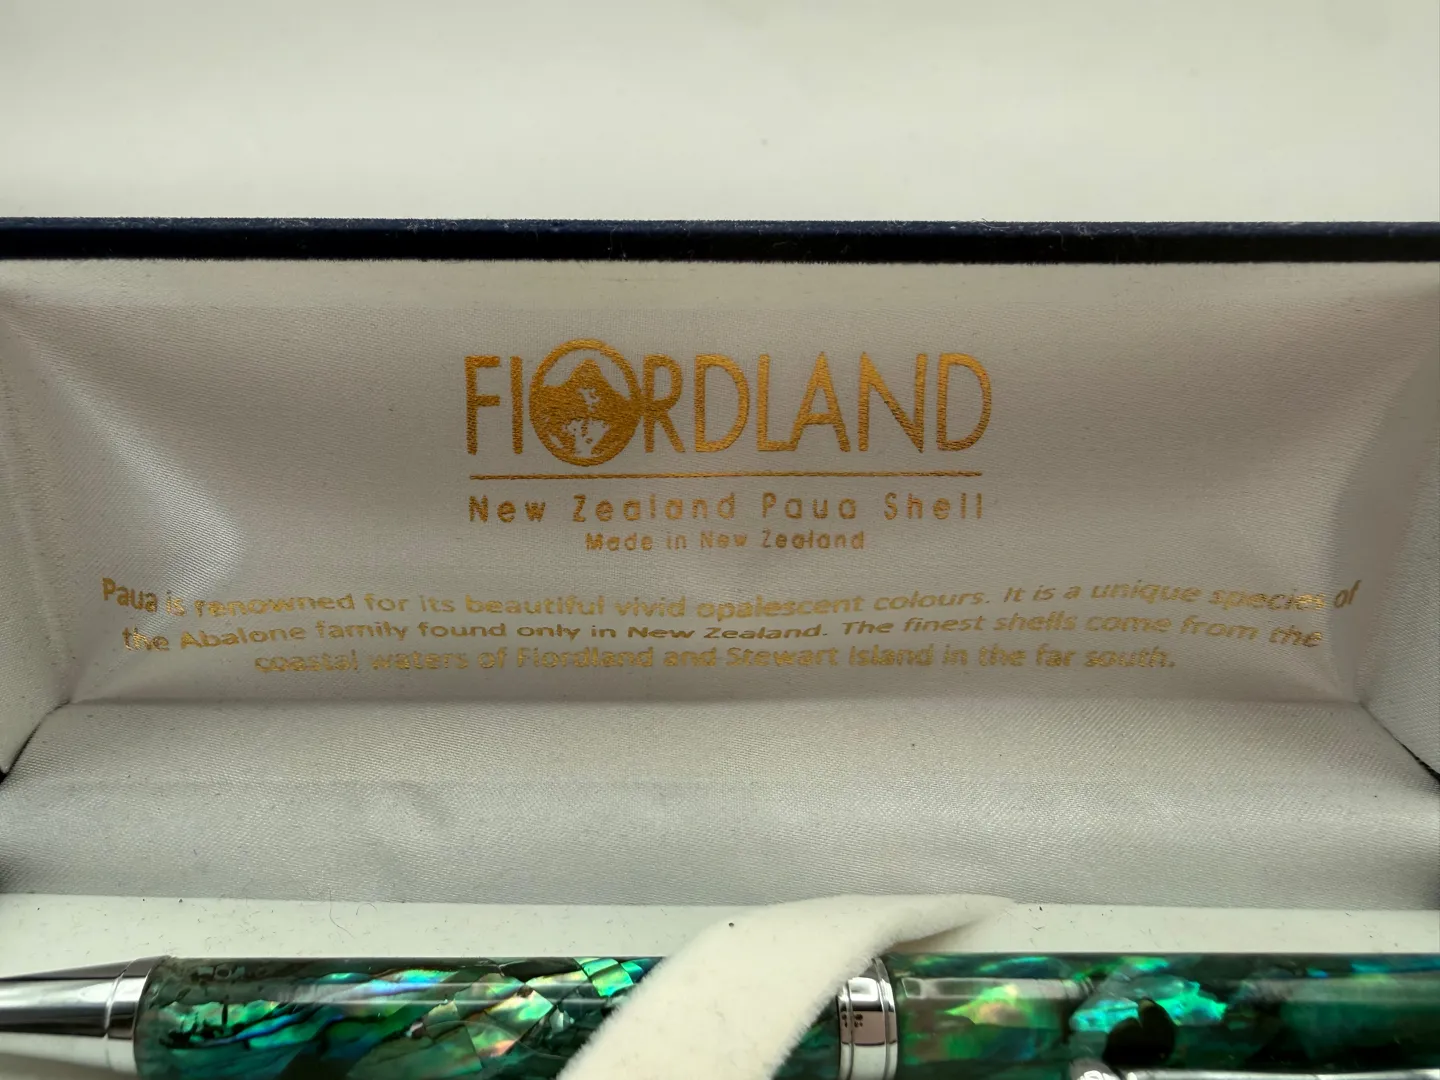 FIORDLAND
New Zealand Paua Shell
Made in New Zealand
Paua is renowned for its beautiful vivid opalescent colours. It is a unique species of
the Abalone family found only in New Zealand. The finest shells come from the
coastal waters of Fiordland and Stewart Island in the far south.